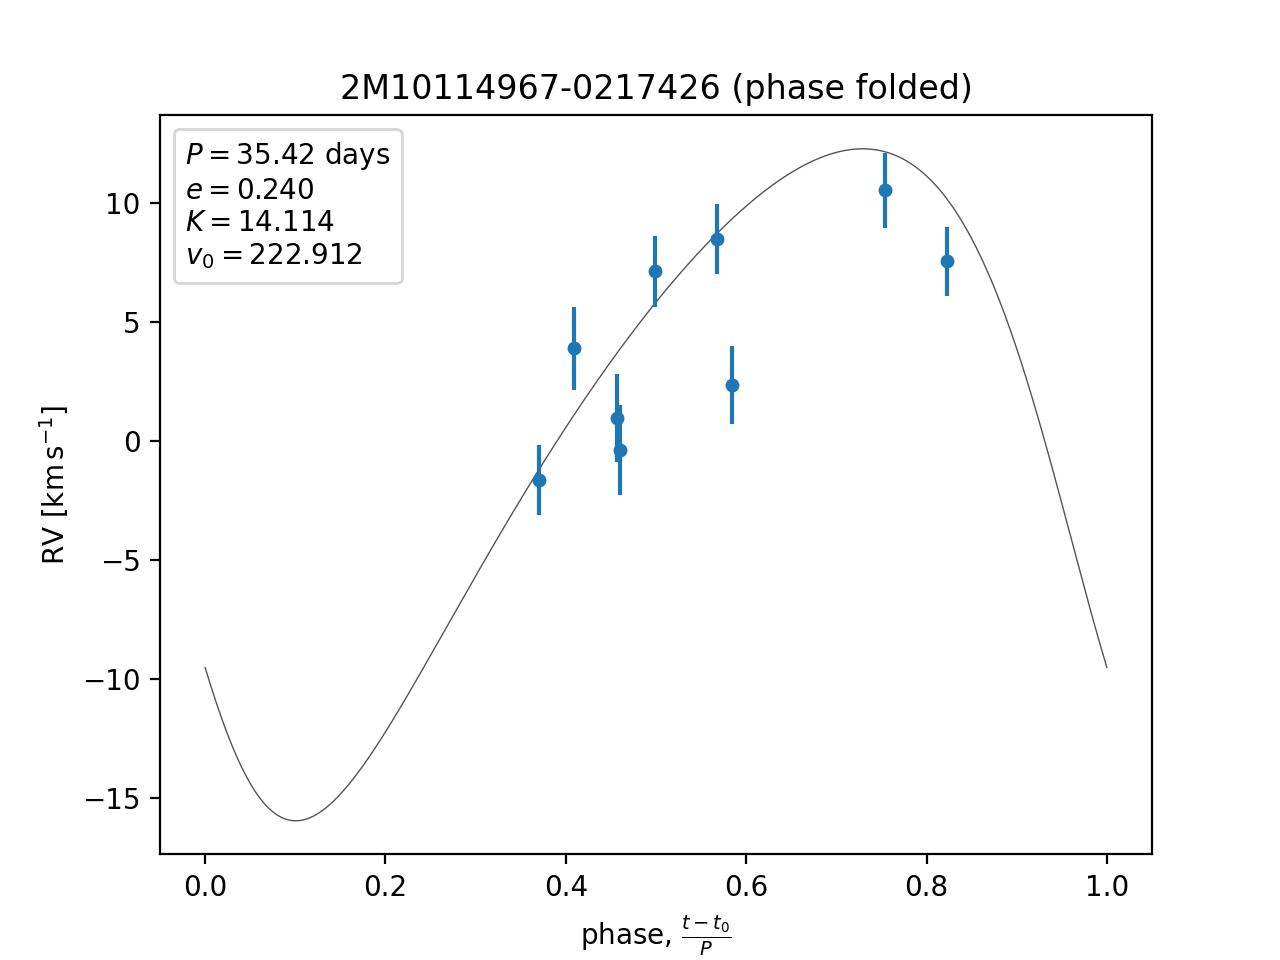 2M10114967-0217426 (phase folded)
P = 35.42 days
e = 0.240
K = 14.114
v₀ = 222.912
10
5
0
−5
−10
−15
RV [km s⁻¹]
0.0 0.2 0.4 0.6 0.8 1.0
phase, (t − t₀)/P